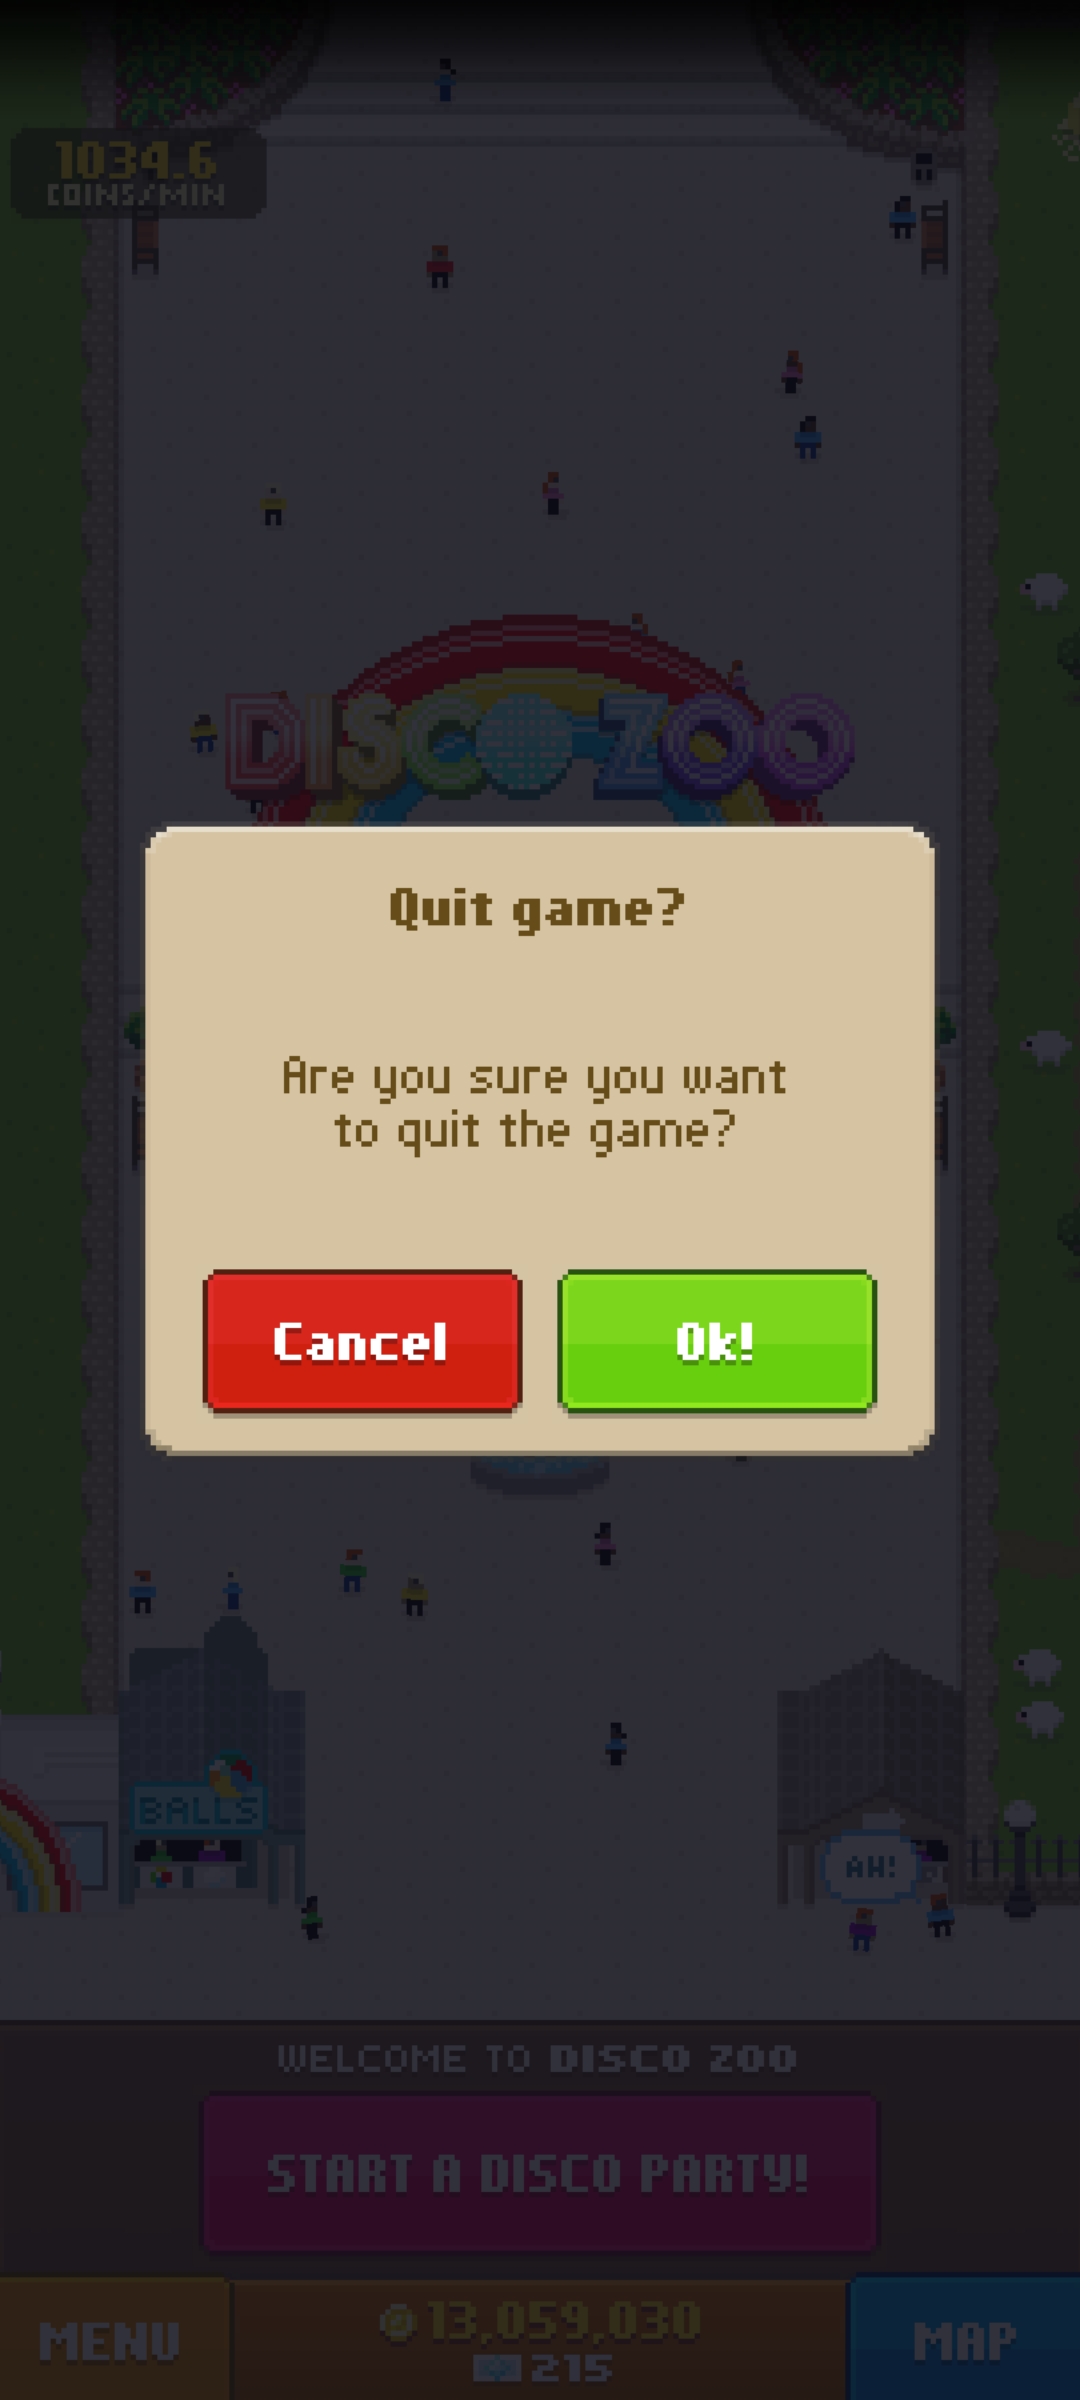 1034.6
COINS/MIN
DISCO ZOO
Quit game?
Are you sure you want
to quit the game?
Cancel
Ok!
BALLS
AH!
WELCOME TO DISCO ZOO
START A DISCO PARTY!
MENU
13,059,030
215
MAP